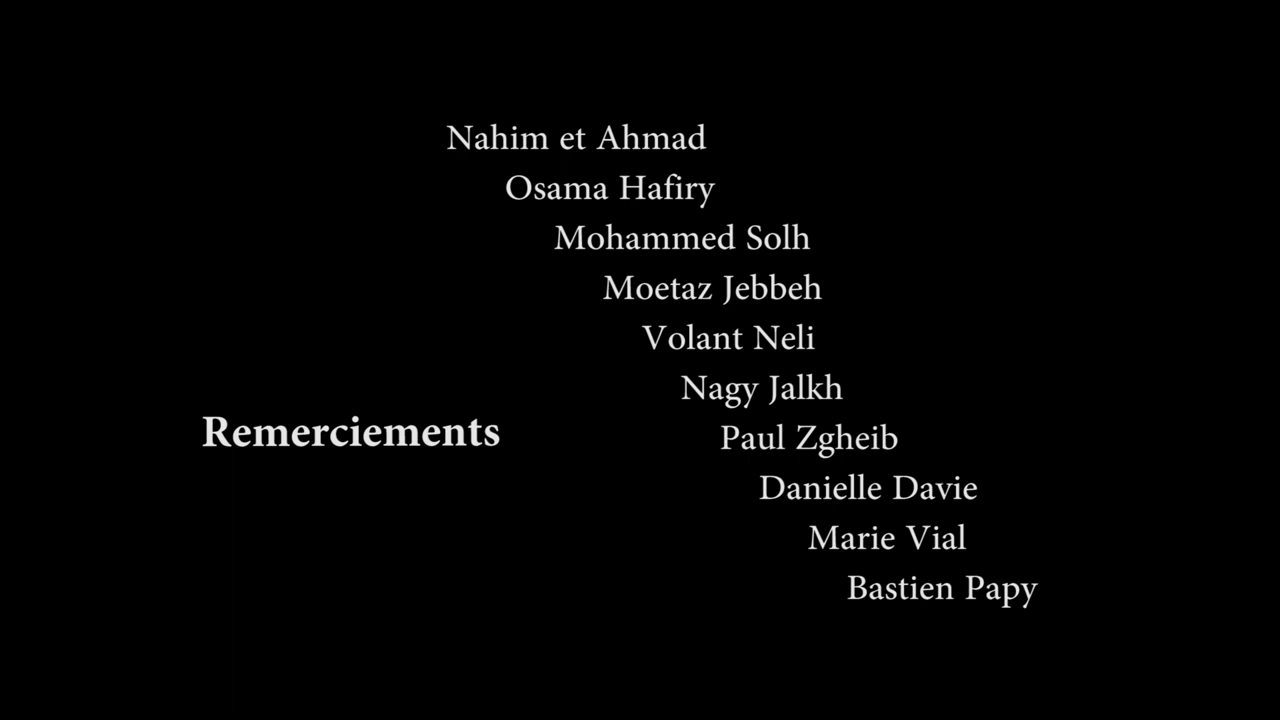 Nahim et Ahmad
Osama Hafiry
Mohammed Solh
Moetaz Jebbeh
Volant Neli
Nagy Jalkh
Remerciements
Paul Zgheib
Danielle Davie
Marie Vial
Bastien Papy